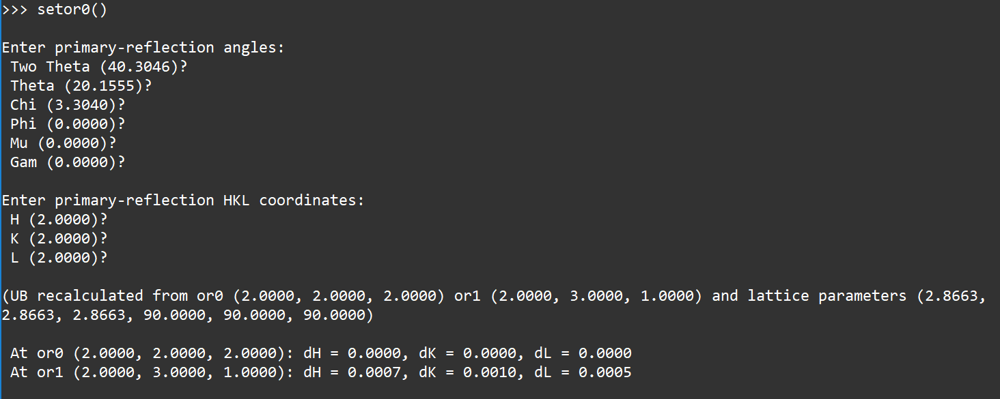 >>> setor0()
Enter primary-reflection angles:
Two Theta (40.3046)?
Theta (20.1555)?
Chi (3.3040)?
Phi (0.0000)?
Mu (0.0000)?
Gam (0.0000)?
Enter primary-reflection HKL coordinates:
H (2.0000)?
K (2.0000)?
L (2.0000)?
(UB recalculated from or0 (2.0000, 2.0000, 2.0000) or1 (2.0000, 3.0000, 1.0000) and lattice parameters (2.8663,
2.8663, 2.8663, 90.0000, 90.0000, 90.0000)
At or0 (2.0000, 2.0000, 2.0000): dH = 0.0000, dK = 0.0000, dL = 0.0000
At or1 (2.0000, 3.0000, 1.0000): dH = 0.0007, dK = 0.0010, dL = 0.0005